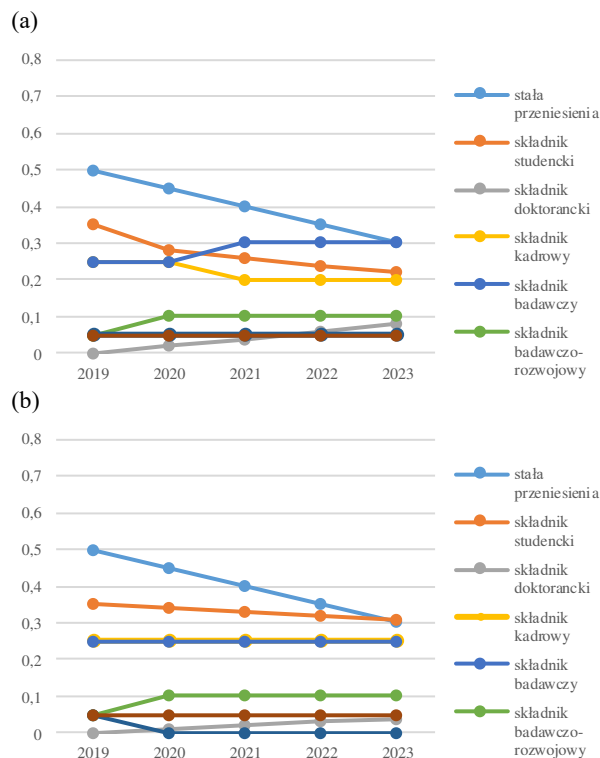 (a)
0,8
0,7
0,6
0,5
0,4
0,3
0,2
0,1
0
2019 2020 2021 2022 2023
stała
przeniesienia
składnik
studencki
składnik
doktorancki
składnik
kadrowy
składnik
badawczy
składnik
badawczo-
rozwojowy
(b)
0,8
0,7
0,6
0,5
0,4
0,3
0,2
0,1
0
2019 2020 2021 2022 2023
stała
przeniesienia
składnik
studencki
składnik
doktorancki
składnik
kadrowy
składnik
badawczy
składnik
badawczo-
rozwojowy